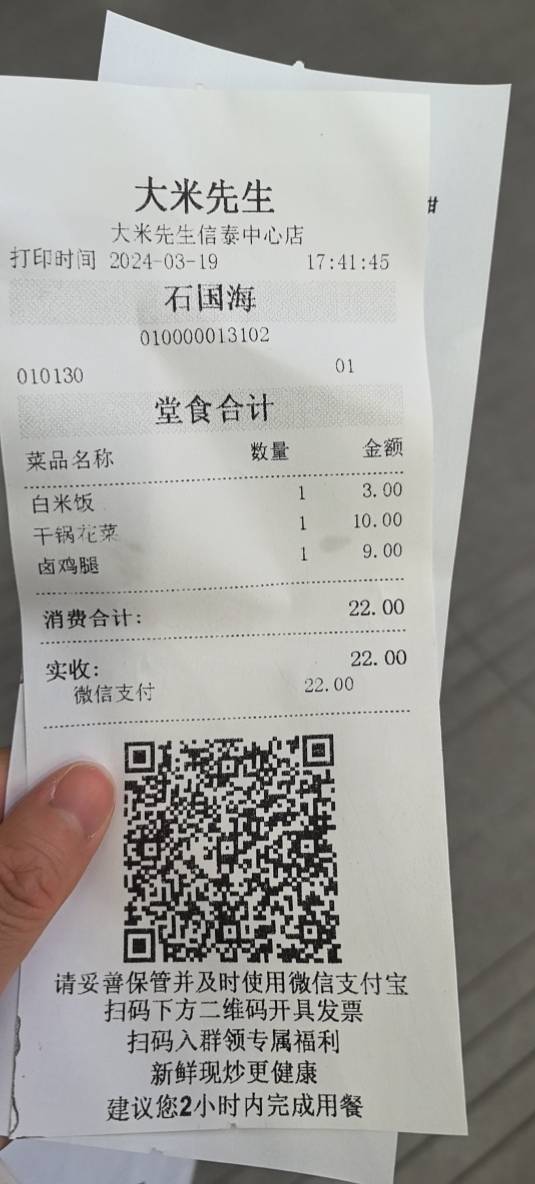 大米先生
大米先生信泰中心店
打印时间 2024-03-19 17:41:45
石国海
010000013102
010130 01
堂食合计
菜品名称 数量 金额
白米饭 1 3.00
干锅花菜 1 10.00
卤鸡腿 1 9.00
消费合计: 22.00
实收: 22.00
微信支付 22.00
请妥善保管并及时使用微信支付宝
扫码下方二维码开具发票
扫码入群领专属福利
新鲜现炒更健康
建议您2小时内完成用餐